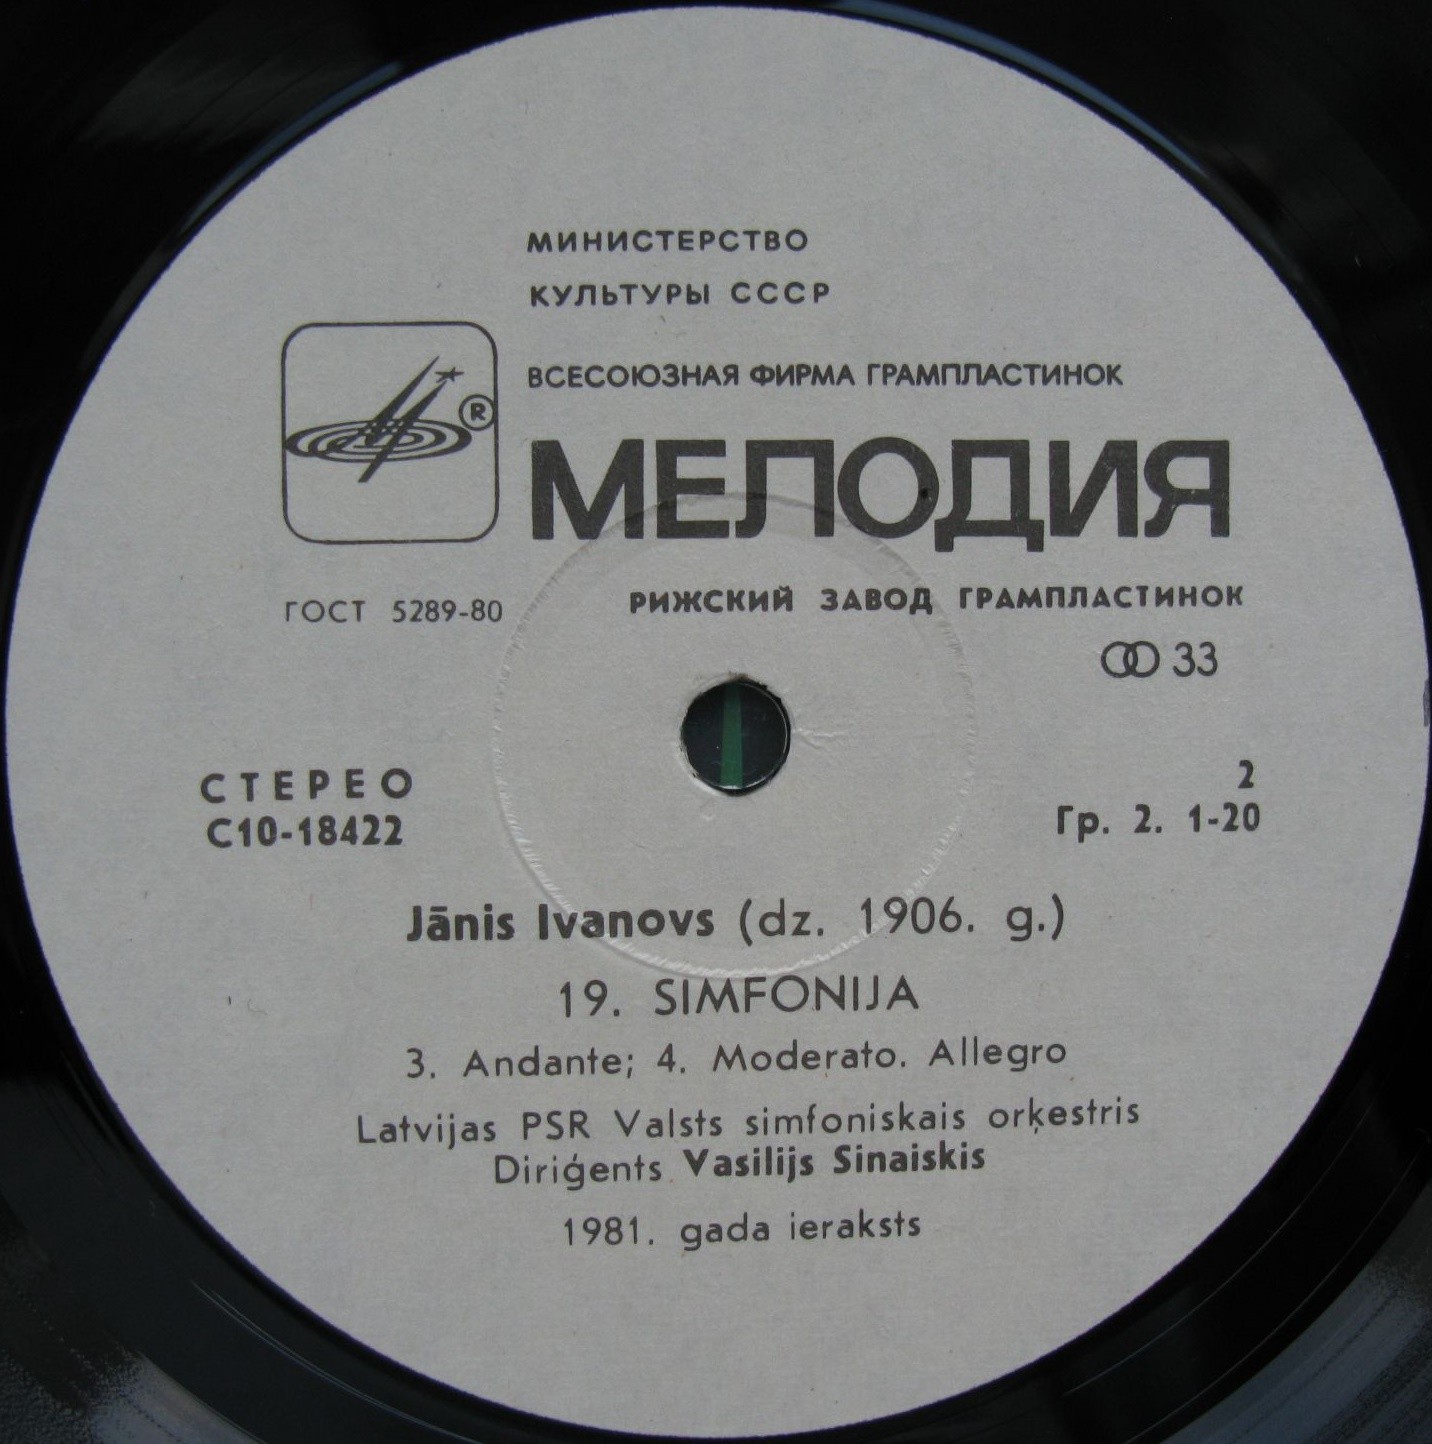 МИНИСТЕРСТВО
КУЛЬТУРЫ СССР
ВСЕСОЮЗНАЯ ФИРМА ГРАМПЛАСТИНОК
®
МЕЛОДИЯ
ГОСТ 5289-80
РИЖСКИЙ ЗАВОД ГРАМПЛАСТИНОК
33
СТЕРЕО
С10-18422
2
Гр. 2. 1-20
Jānis Ivanovs (dz. 1906. g.)
19. SIMFONIJA
3. Andante; 4. Moderato. Allegro
Latvijas PSR Valsts simfoniskais orķestris
Diriģents Vasilijs Sinaiskis
1981. gada ieraksts